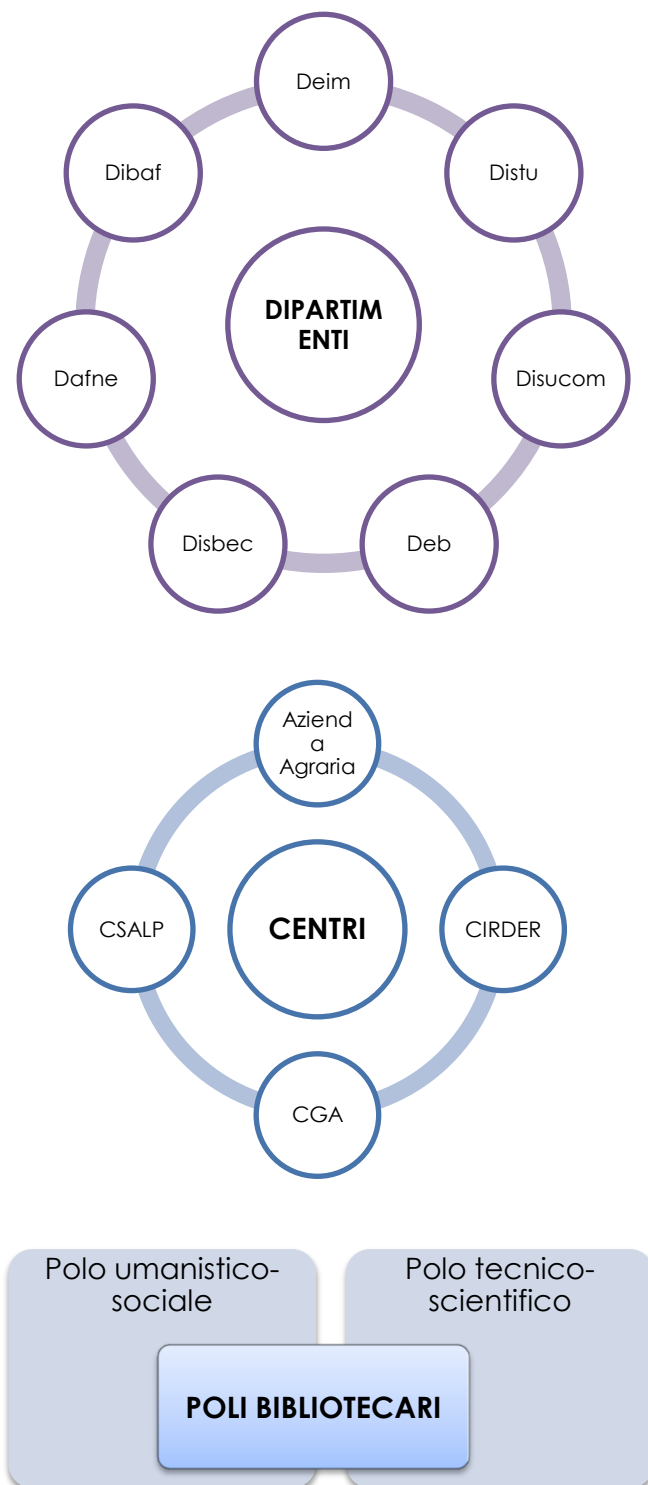 Deim
Dibaf
Distu
DIPARTIM
ENTI
Dafne
Disucom
Disbec
Deb
Aziend
a
Agraria
CSALP
CENTRI
CIRDER
CGA
Polo umanistico-
sociale
Polo tecnico-
scientifico
POLI BIBLIOTECARI